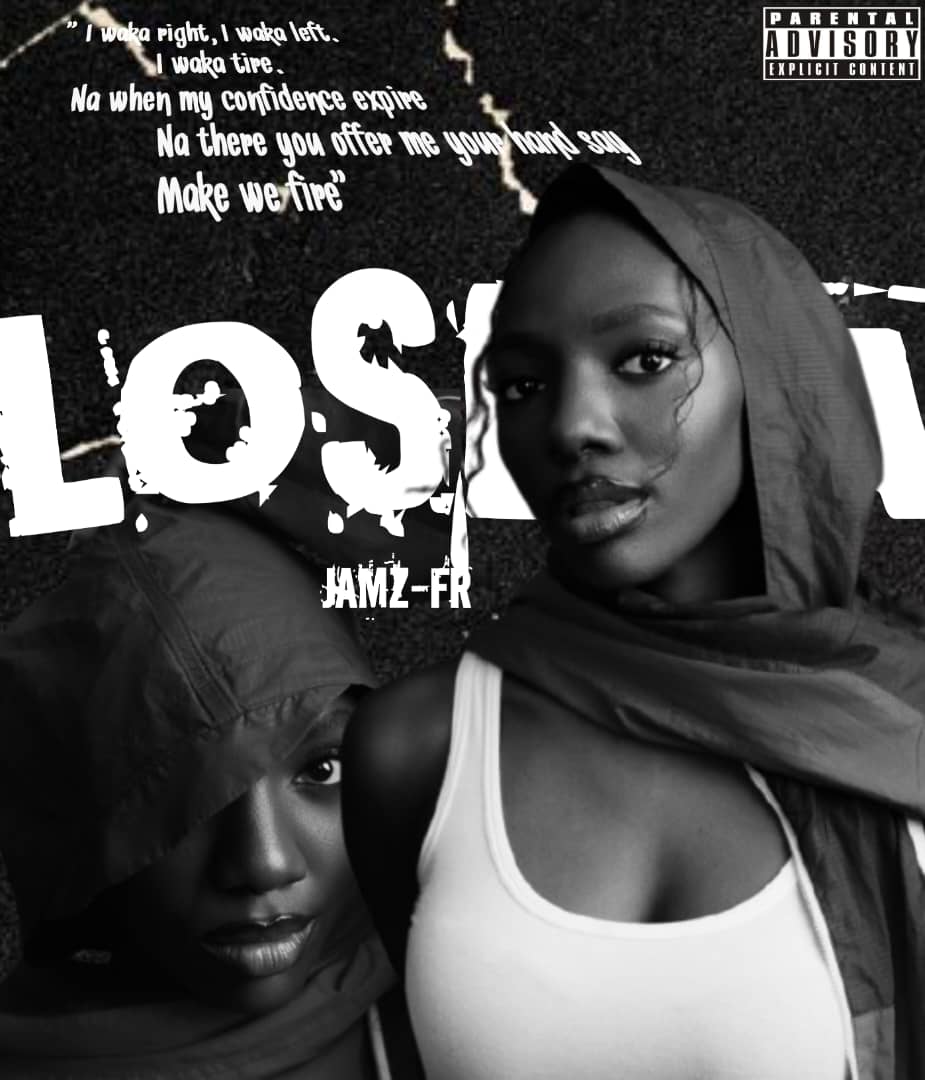 " I waka right, I waka left.
I waka tire.
Na when my confidence expire
Na there you offer me your hand say
Make we fire"
PARENTAL
ADVISORY
EXPLICIT CONTENT
LOS
JAMZ-FR